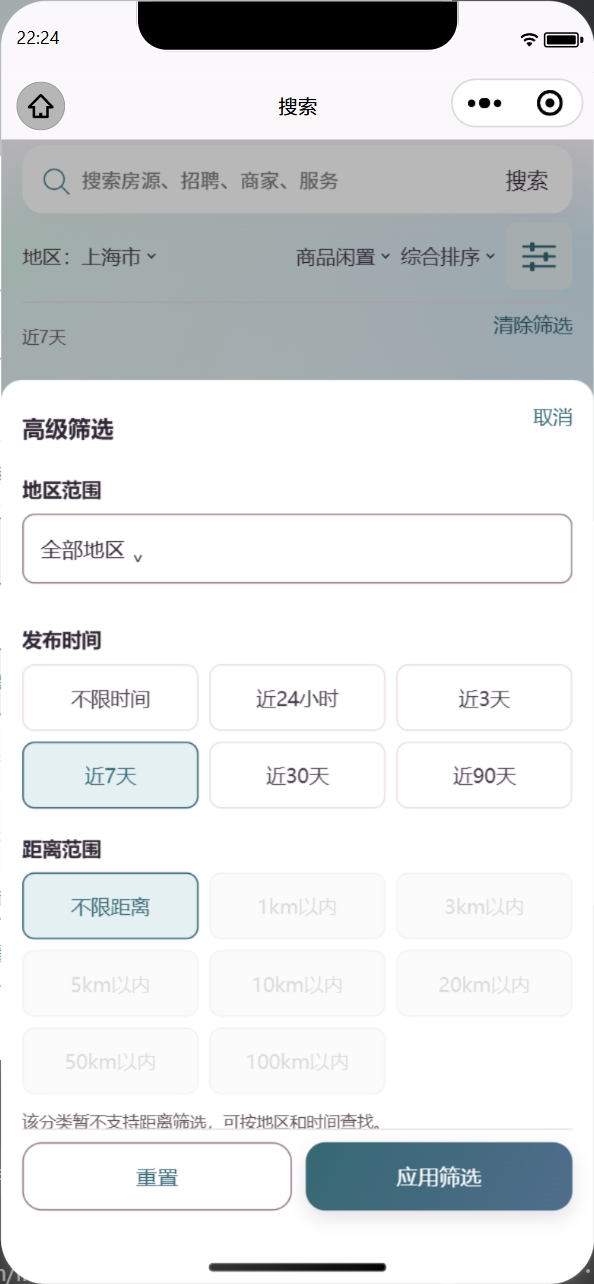 22:24
搜索
搜索房源、招聘、商家、服务 搜索
地区：上海市 商品闲置 综合排序
近7天 清除筛选
高级筛选 取消
地区范围
全部地区
发布时间
不限时间 近24小时 近3天
近7天 近30天 近90天
距离范围
不限距离 1km以内 3km以内
5km以内 10km以内 20km以内
50km以内 100km以内
该分类暂不支持距离筛选，可按地区和时间查找。
重置 应用筛选